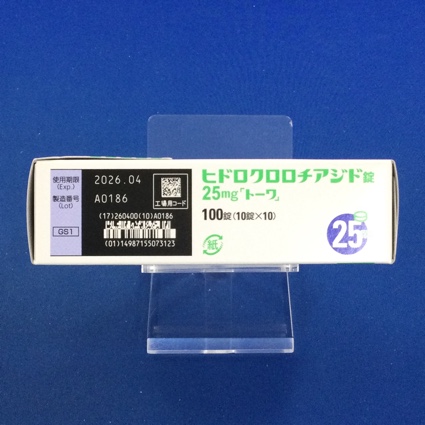 使用期限
(Exp.)
2026.04
製造番号
(Lot)
A0186
工場用コード
(17)260400(10)A0186
GS1
(01)14987155073123
ヒドロクロロチアジド錠
25mg「トーワ」
100錠(10錠×10)
紙
25